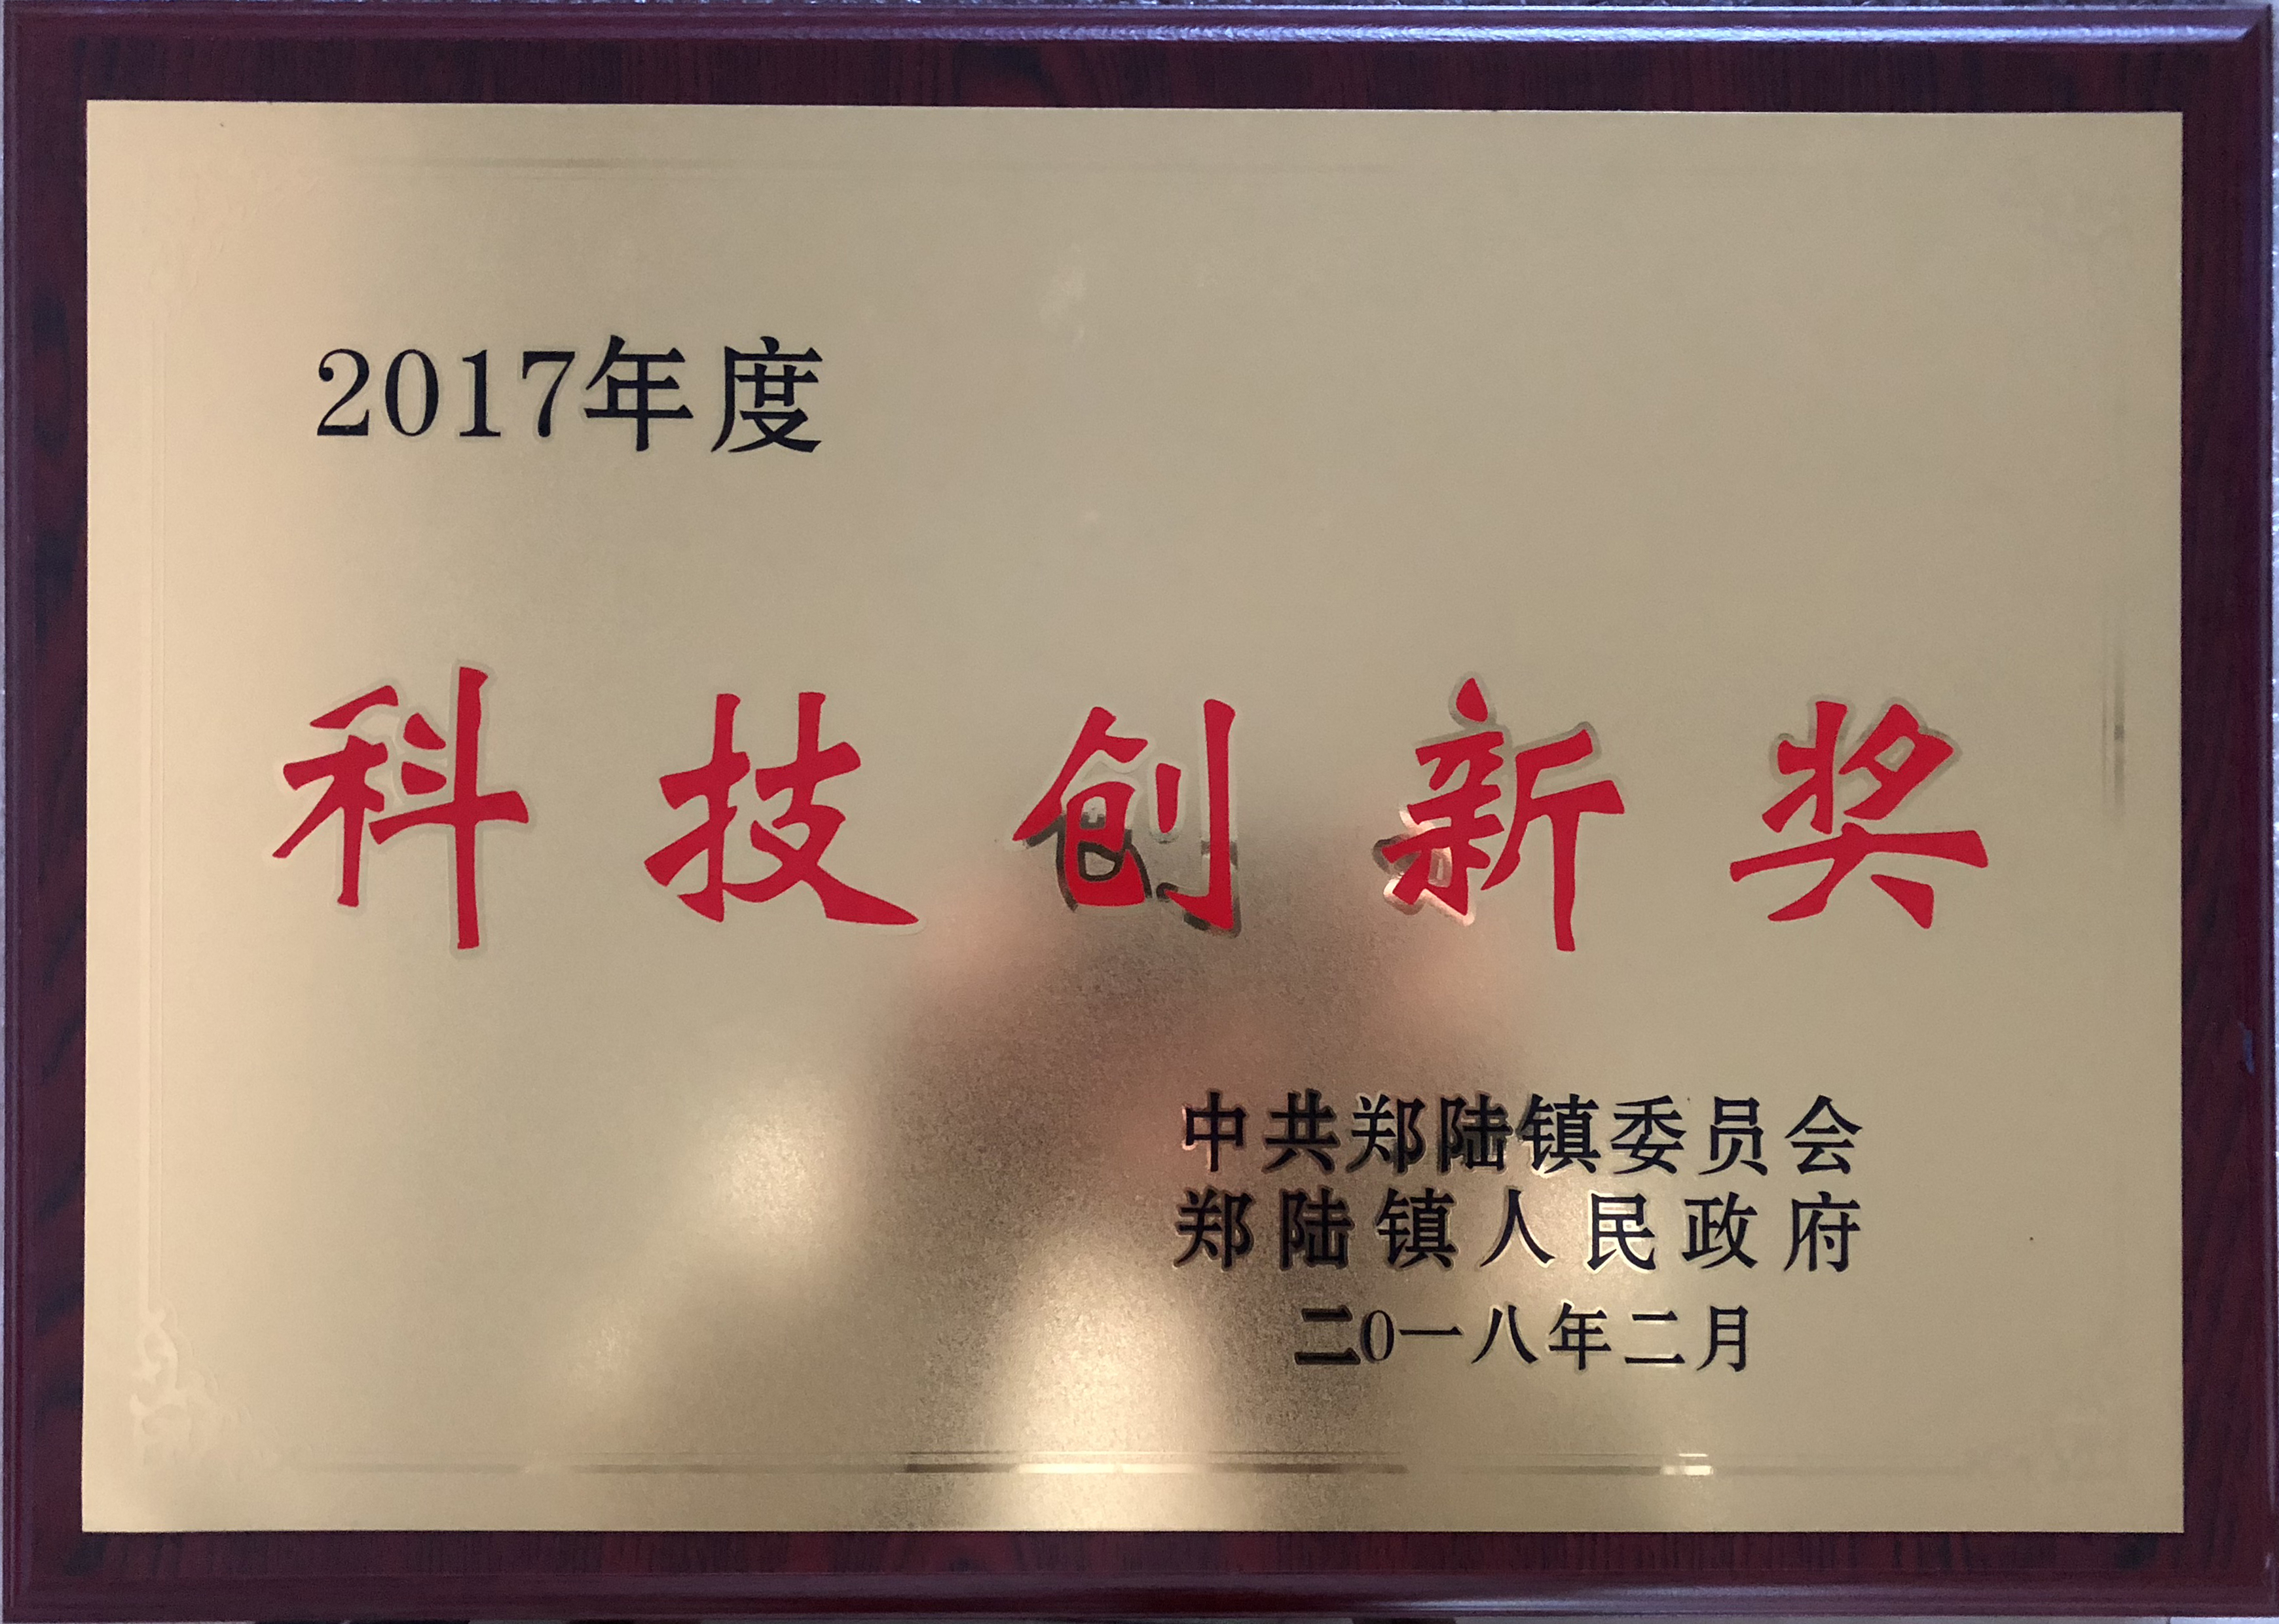 2017年度
科技创新奖
中共郑陆镇委员会
郑陆镇人民政府
二0一八年二月